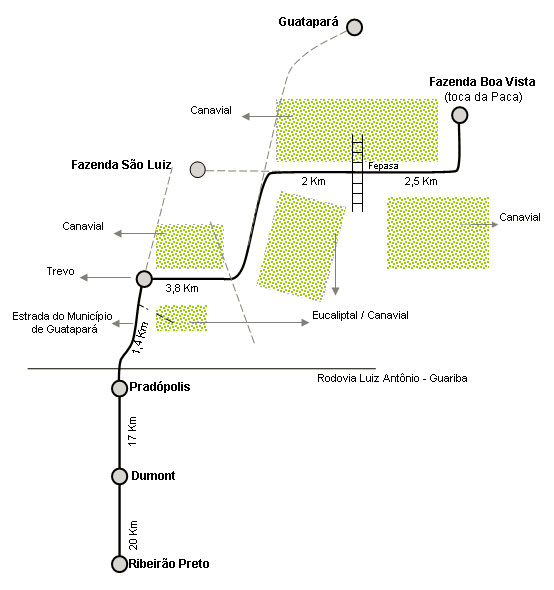 Guatapará
Fazenda Boa Vista
(toca da Paca)
Canavial
Fazenda São Luiz
Fepasa
2 Km
2,5 Km
Canavial
Canavial
Trevo
3,8 Km
Estrada do Município
de Guatapará
Eucaliptal / Canavial
1,4 Km
Rodovia Luiz Antônio - Guariba
Pradópolis
17 Km
Dumont
20 Km
Ribeirão Preto